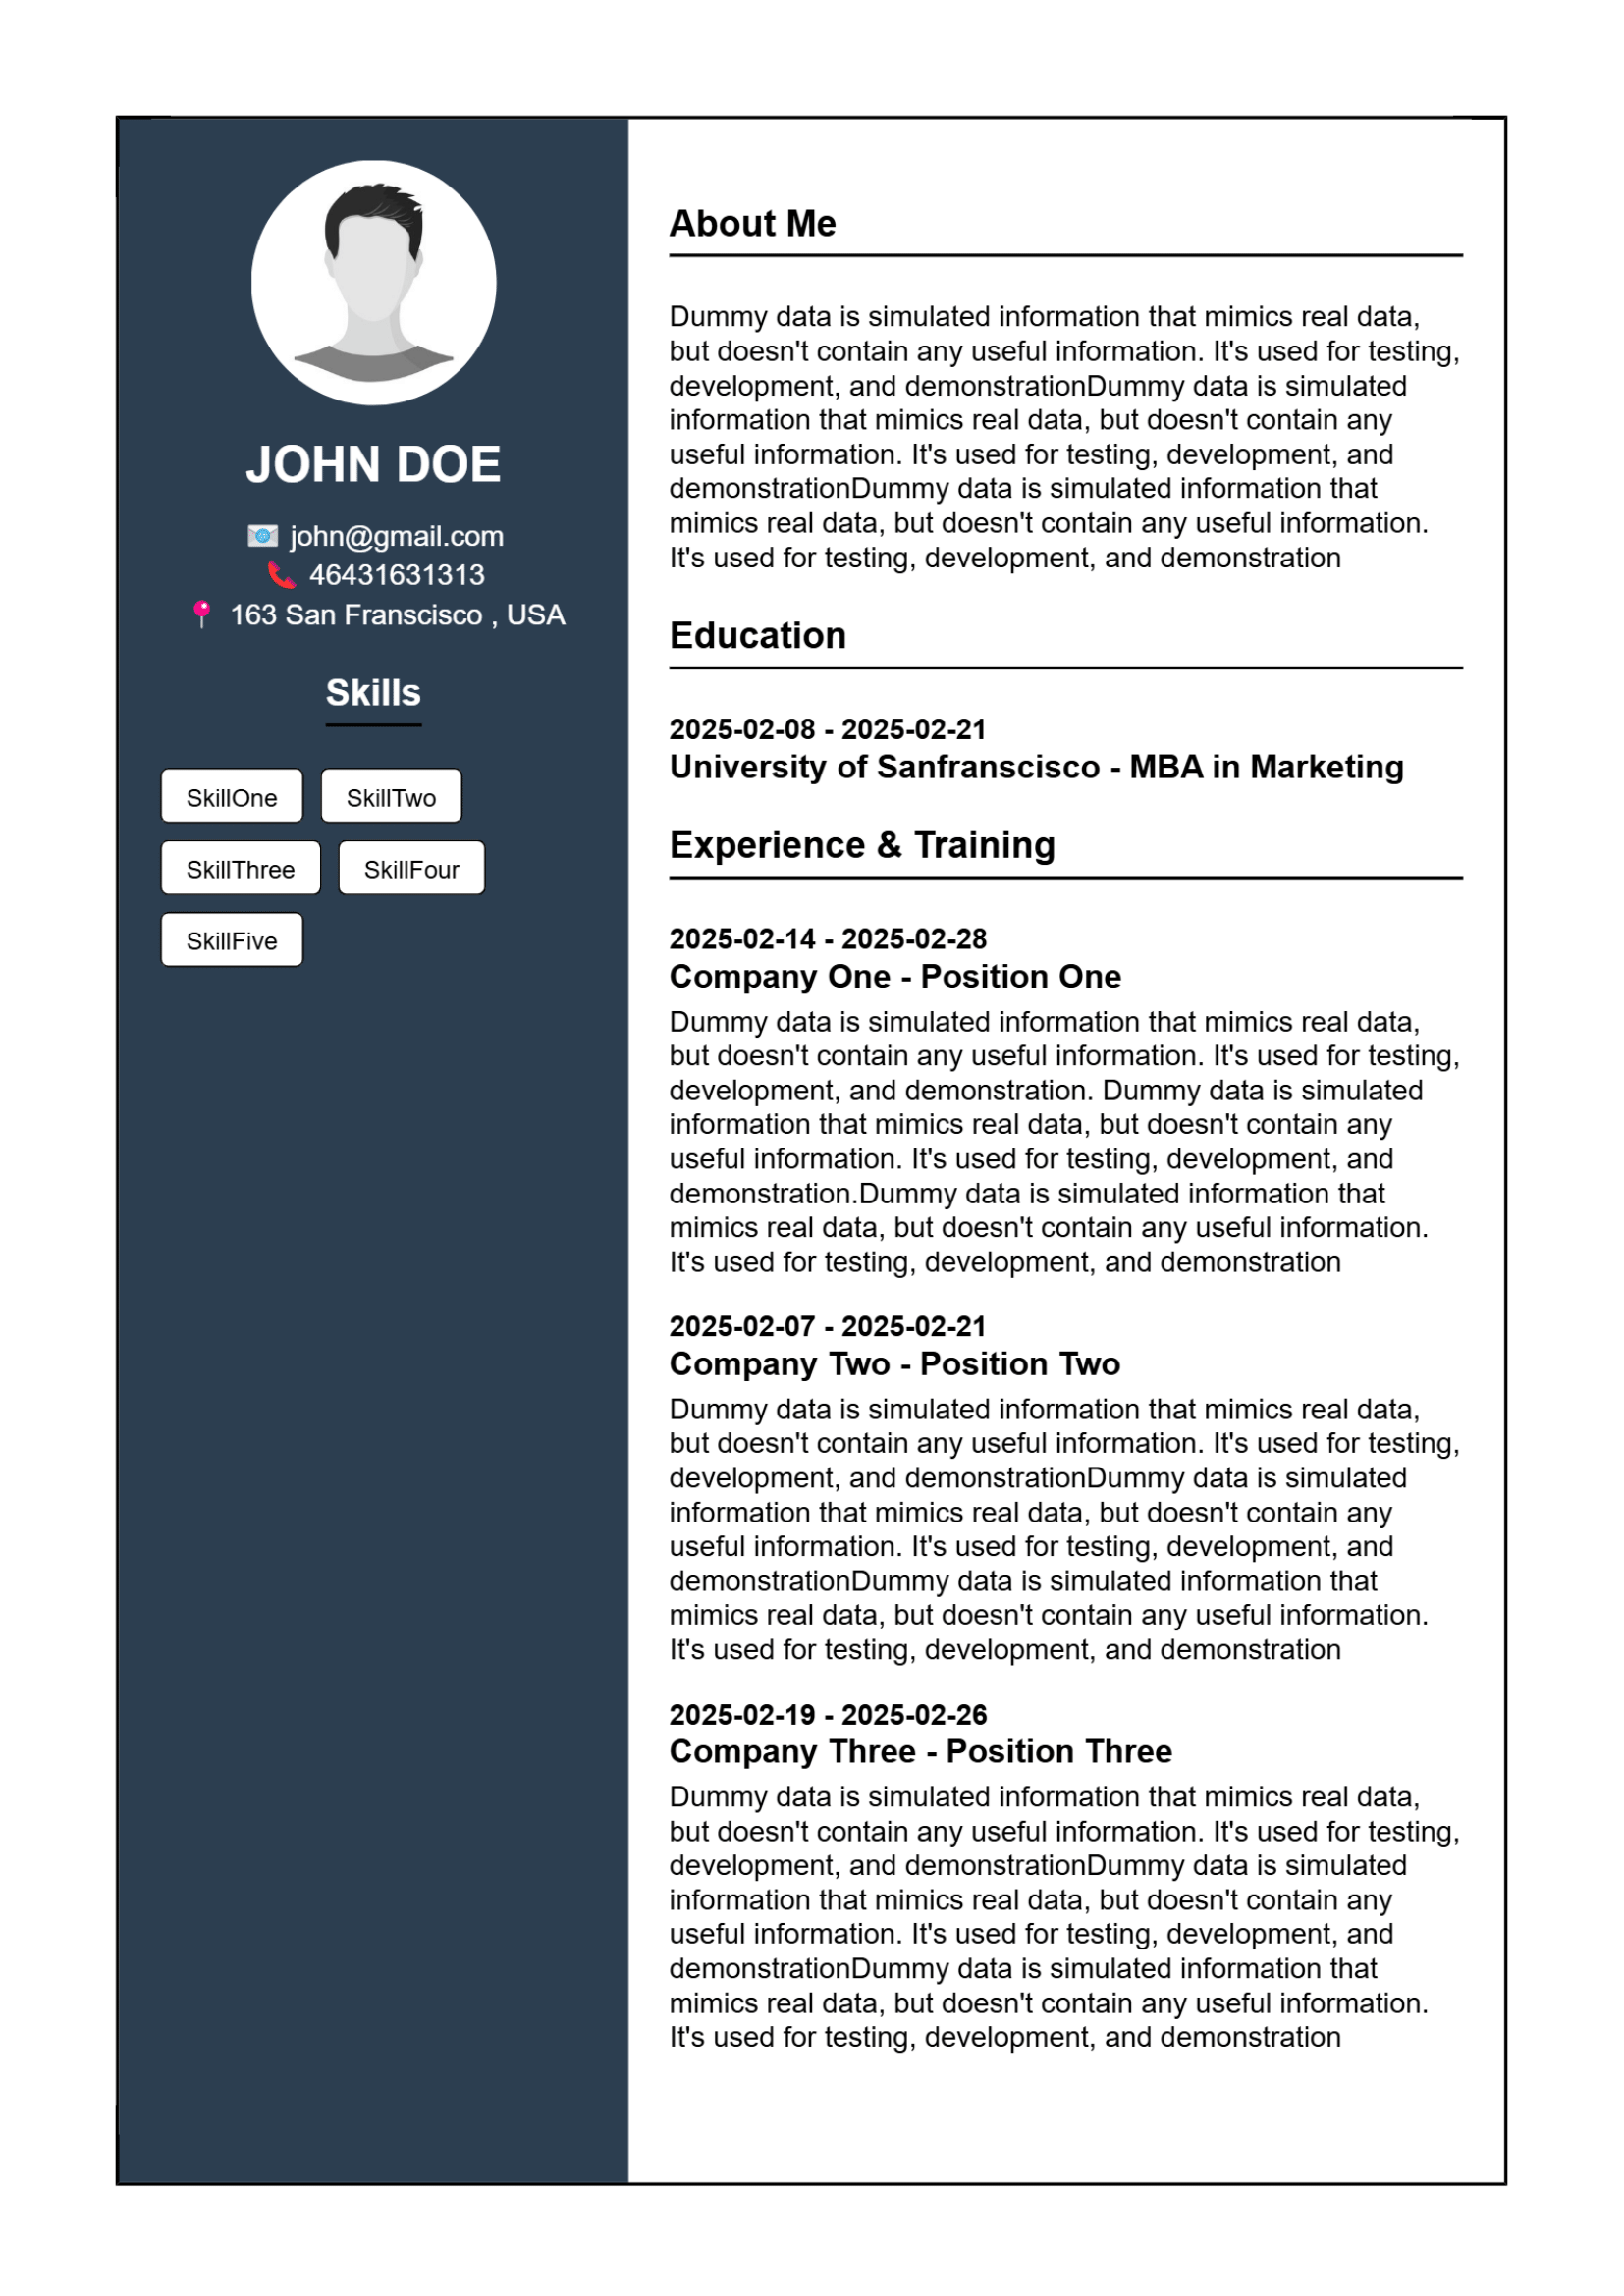 JOHN DOE
john@gmail.com
46431631313
163 San Franscisco , USA
Skills
SkillOne
SkillTwo
SkillThree
SkillFour
SkillFive
About Me
Dummy data is simulated information that mimics real data,
but doesn't contain any useful information. It's used for testing,
development, and demonstrationDummy data is simulated
information that mimics real data, but doesn't contain any
useful information. It's used for testing, development, and
demonstrationDummy data is simulated information that
mimics real data, but doesn't contain any useful information.
It's used for testing, development, and demonstration
Education
2025-02-08 - 2025-02-21
University of Sanfranscisco - MBA in Marketing
Experience & Training
2025-02-14 - 2025-02-28
Company One - Position One
Dummy data is simulated information that mimics real data,
but doesn't contain any useful information. It's used for testing,
development, and demonstration. Dummy data is simulated
information that mimics real data, but doesn't contain any
useful information. It's used for testing, development, and
demonstration.Dummy data is simulated information that
mimics real data, but doesn't contain any useful information.
It's used for testing, development, and demonstration
2025-02-07 - 2025-02-21
Company Two - Position Two
Dummy data is simulated information that mimics real data,
but doesn't contain any useful information. It's used for testing,
development, and demonstrationDummy data is simulated
information that mimics real data, but doesn't contain any
useful information. It's used for testing, development, and
demonstrationDummy data is simulated information that
mimics real data, but doesn't contain any useful information.
It's used for testing, development, and demonstration
2025-02-19 - 2025-02-26
Company Three - Position Three
Dummy data is simulated information that mimics real data,
but doesn't contain any useful information. It's used for testing,
development, and demonstrationDummy data is simulated
information that mimics real data, but doesn't contain any
useful information. It's used for testing, development, and
demonstrationDummy data is simulated information that
mimics real data, but doesn't contain any useful information.
It's used for testing, development, and demonstration